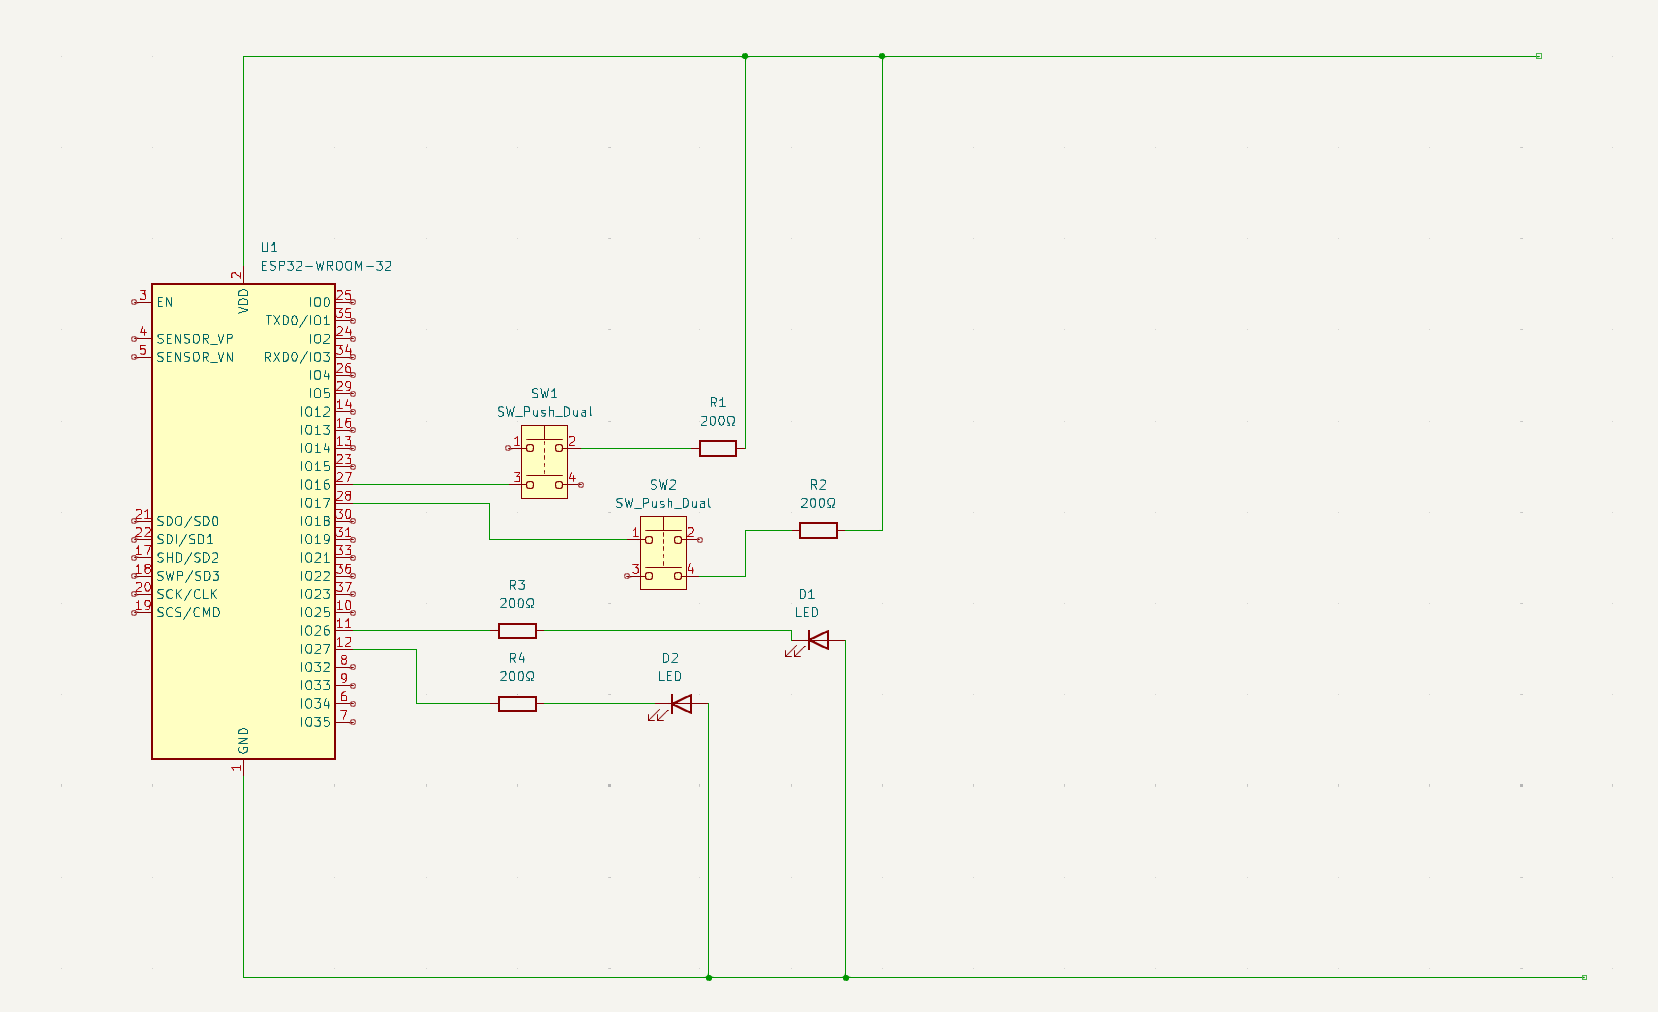 U1
ESP32-WROOM-32
2
VDD
3
EN
4
SENSOR_VP
5
SENSOR_VN
21
SDO/SD0
22
SDI/SD1
17
SHD/SD2
18
SWP/SD3
20
SCK/CLK
19
SCS/CMD
IO0
25
TXD0/IO1
35
IO2
24
RXD0/IO3
34
IO4
26
IO5
29
IO12
14
IO13
16
IO14
13
IO15
23
IO16
27
IO17
28
IO18
30
IO19
31
IO21
33
IO22
36
IO23
37
IO25
10
IO26
11
IO27
12
IO32
8
IO33
9
IO34
6
IO35
7
GND
1
SW1
SW_Push_Dual
1
2
3
4
R1
200Ω
SW2
SW_Push_Dual
1
2
3
4
R2
200Ω
R3
200Ω
D1
LED
R4
200Ω
D2
LED